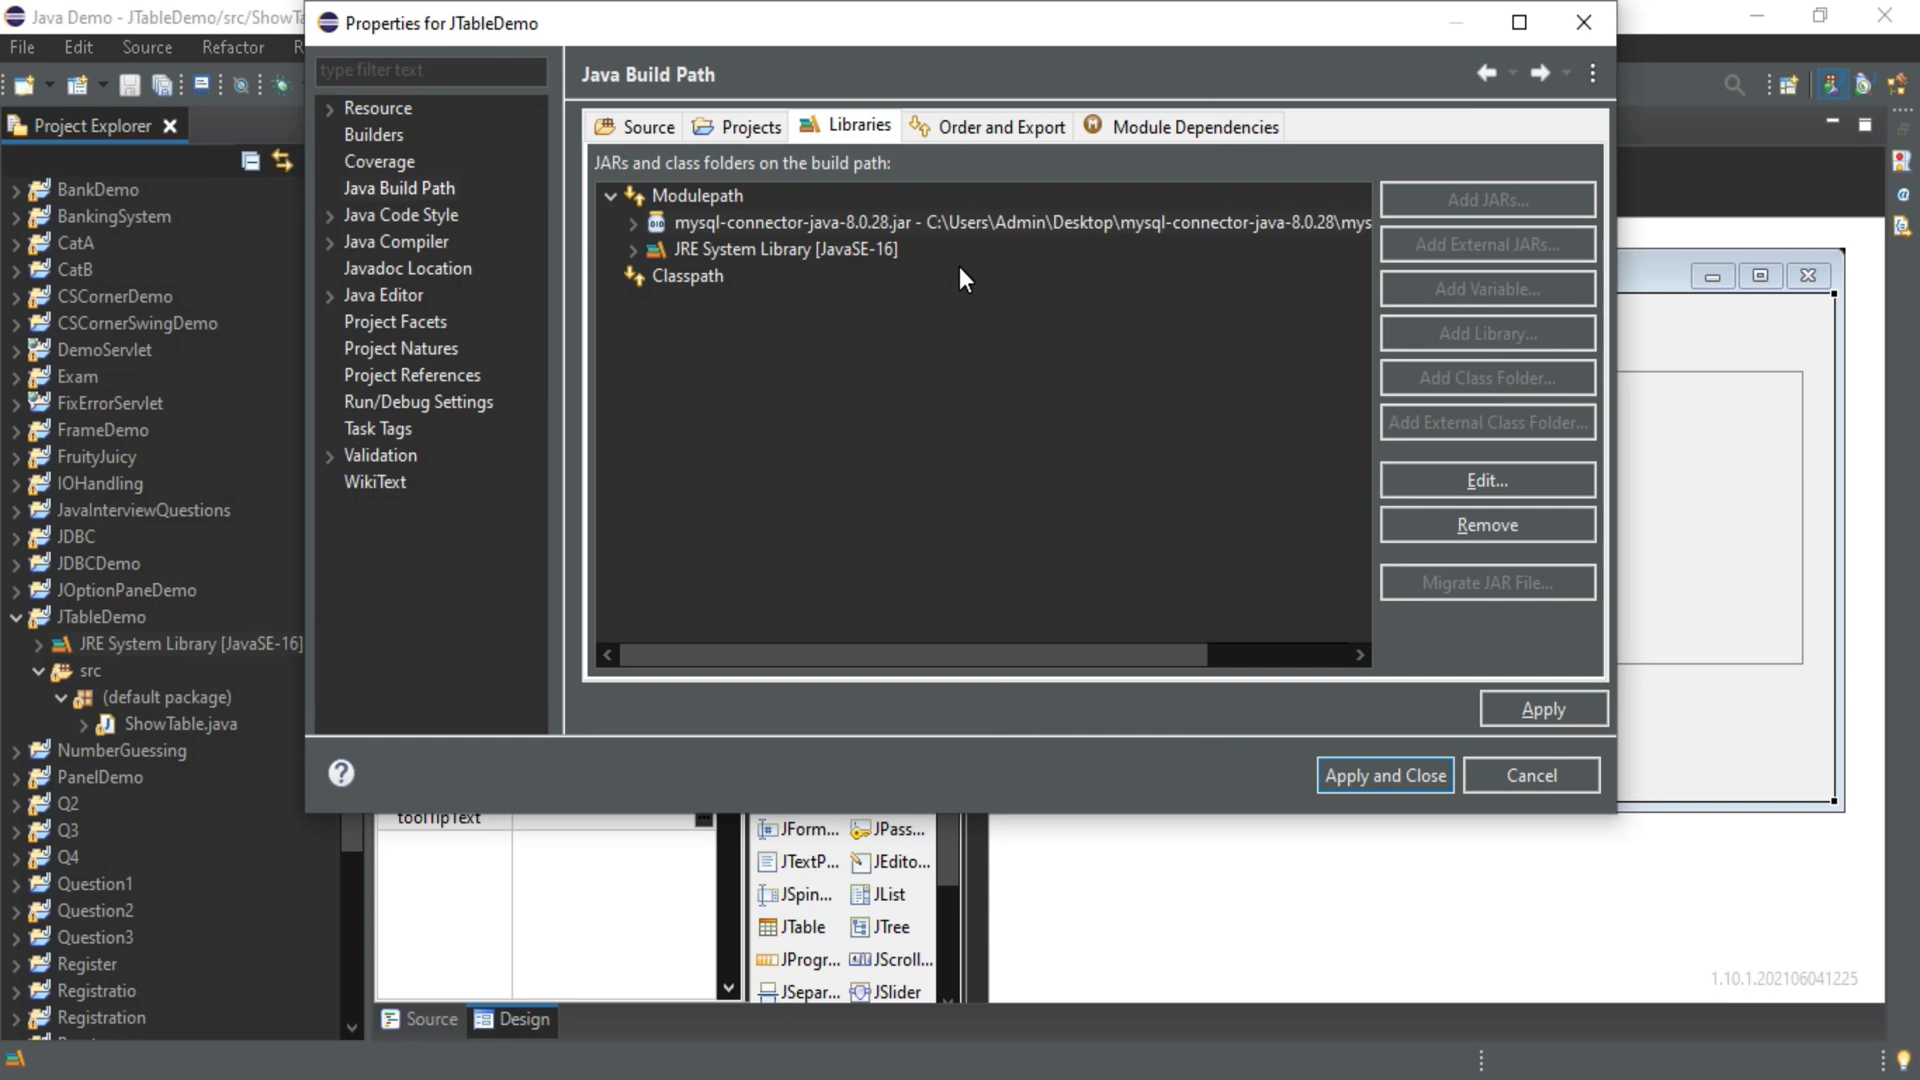 Java Demo - JTableDemo/src/ShowTa
File Edit Source Refactor
Project Explorer
BankDemo
BankingSystem
CatA
CatB
CSCornerDemo
CSCornerSwingDemo
DemoServlet
Exam
FixErrorServlet
FrameDemo
FruityJuicy
IOHandling
JavaInterviewQuestions
JDBC
JDBCDemo
JOptionPaneDemo
JTableDemo
JRE System Library [JavaSE-16]
src
(default package)
ShowTable.java
NumberGuessing
PanelDemo
Q2
Q3
Q4
Question1
Question2
Question3
Register
Registratio
Registration
Properties for JTableDemo
type filter text
Resource
Builders
Coverage
Java Build Path
Java Code Style
Java Compiler
Javadoc Location
Java Editor
Project Facets
Project Natures
Project References
Run/Debug Settings
Task Tags
Validation
WikiText
Java Build Path
Source Projects Libraries Order and Export Module Dependencies
JARs and class folders on the build path:
Modulepath
mysql-connector-java-8.0.28.jar - C:\Users\Admin\Desktop\mysql-connector-java-8.0.28\mys
JRE System Library [JavaSE-16]
Classpath
Add JARs...
Add External JARs...
Add Variable...
Add Library...
Add Class Folder...
Add External Class Folder...
Edit...
Remove
Migrate JAR File...
Apply
Apply and Close Cancel
toolTipText
JForm... JPass...
JTextP... JEdito...
JSpin... JList
JTable JTree
JProgr... JScroll...
JSepar... JSlider
1.10.1.202106041225
Source Design